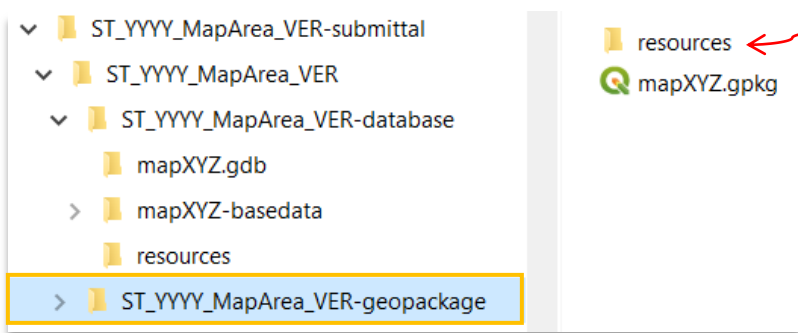 ST_YYYY_MapArea_VER-submittal
ST_YYYY_MapArea_VER
ST_YYYY_MapArea_VER-database
mapXYZ.gdb
mapXYZ-basedata
resources
ST_YYYY_MapArea_VER-geopackage
resources
mapXYZ.gpkg